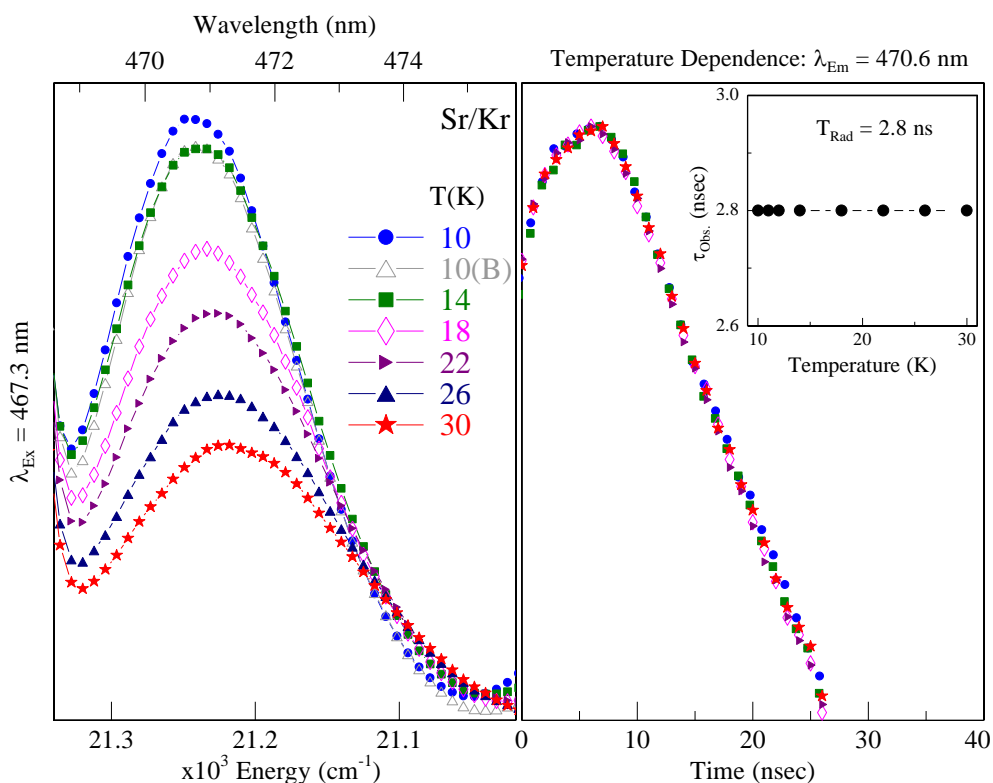 Wavelength (nm)
470 472 474
Temperature Dependence: λEm = 470.6 nm
Sr/Kr
T(K)
10
10(B)
14
18
22
26
30
λEx = 467.3 nm
21.3 21.2 21.1
x10³ Energy (cm⁻¹)
3.0
2.8
2.6
τObs. (nsec)
TRad = 2.8 ns
10 20 30
Temperature (K)
0 10 20 30 40
Time (nsec)